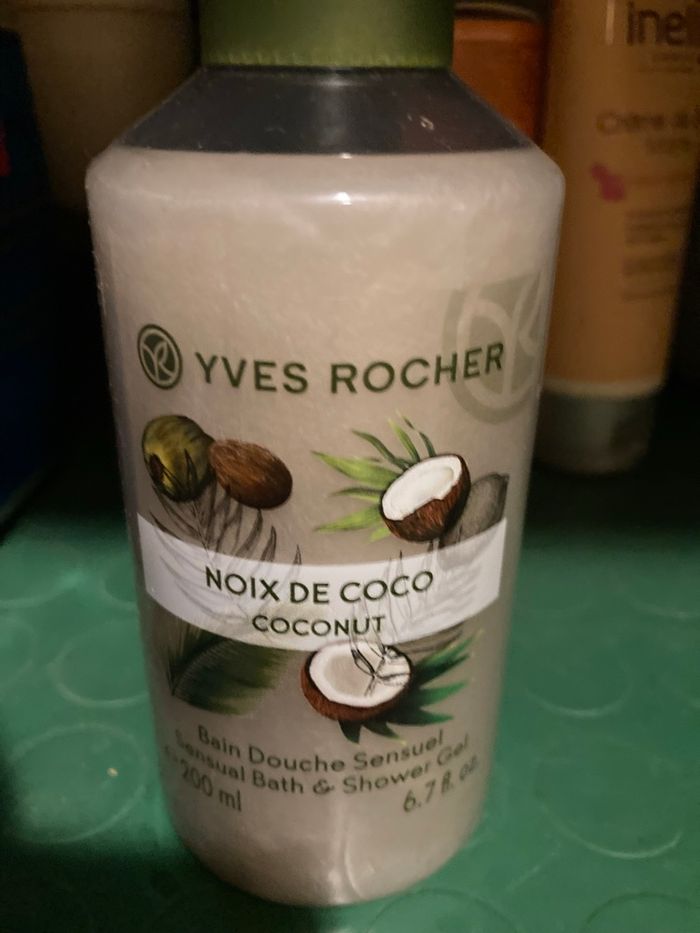 YVES ROCHER
NOIX DE COCO
COCONUT
Bain Douche Sensuel
Sensual Bath & Shower Gel
200 ml
6.7 fl. oz.